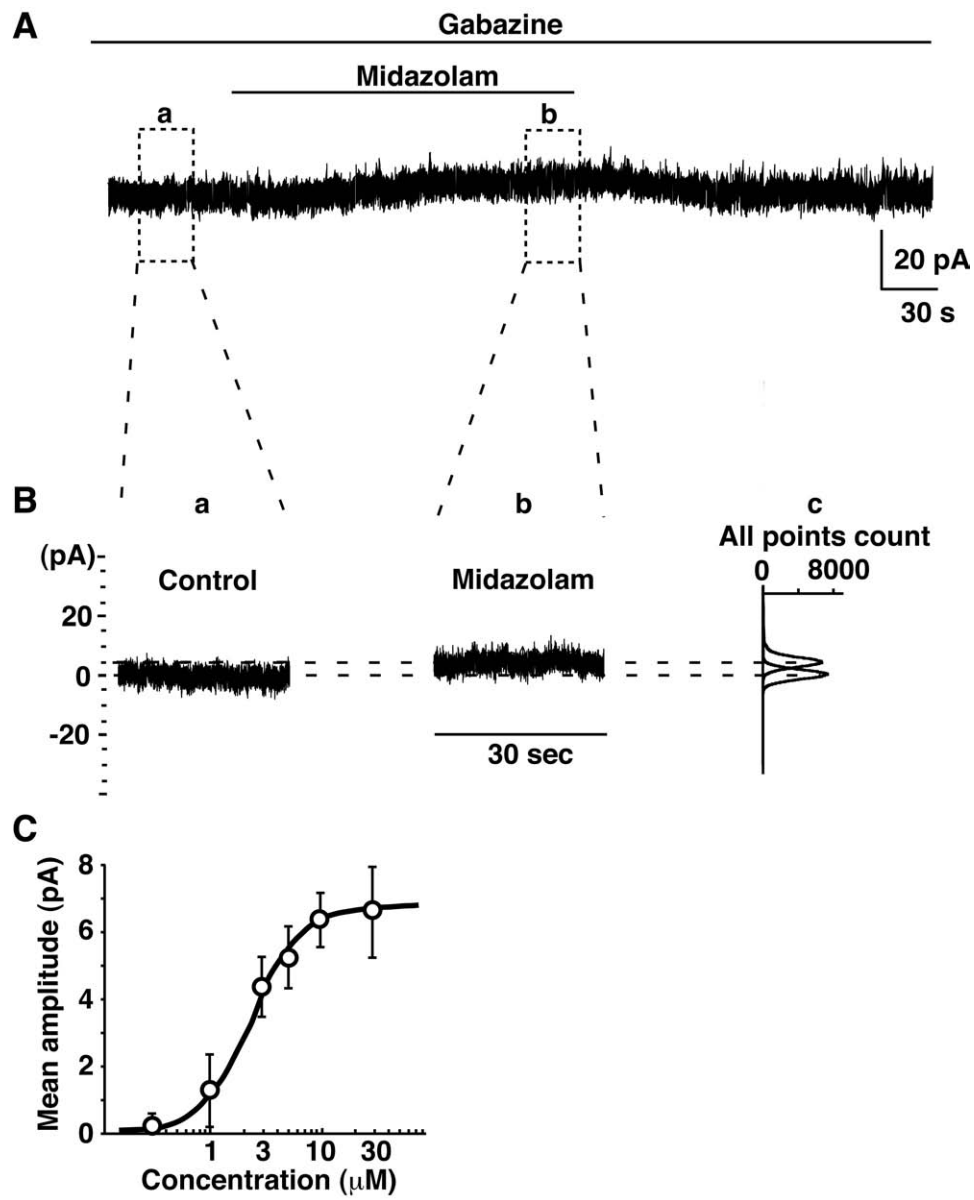 A
Gabazine
Midazolam
a
b
20 pA
30 s
B
a
b
c
All points count
(pA)
Control
Midazolam
0
8000
20
0
-20
30 sec
C
8
6
4
2
0
Mean amplitude (pA)
1
3
10
30
Concentration (μM)